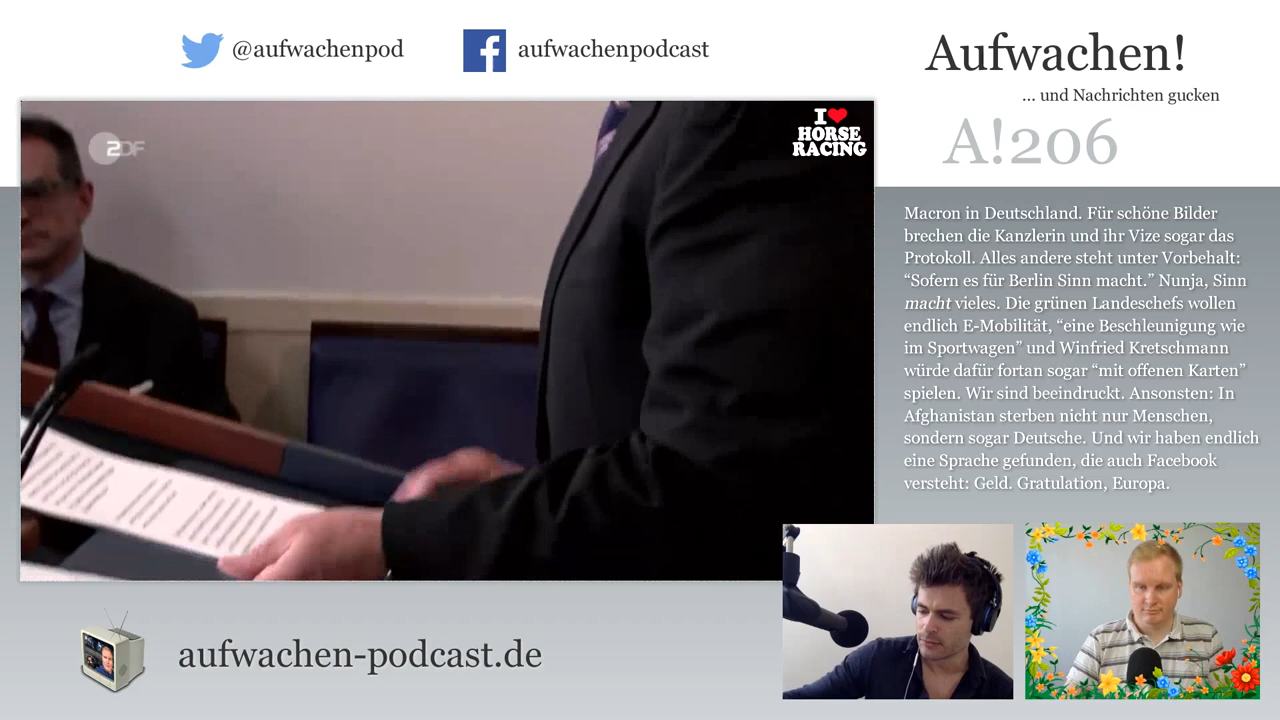 @aufwachenpod
aufwachenpodcast
Aufwachen!
... und Nachrichten gucken
A!206
ZDF
I
HORSE
RACING
Macron in Deutschland. Für schöne Bilder
brechen die Kanzlerin und ihr Vize sogar das
Protokoll. Alles andere steht unter Vorbehalt:
“Sofern es für Berlin Sinn macht.” Nunja, Sinn
macht vieles. Die grünen Landeschefs wollen
endlich E-Mobilität, “eine Beschleunigung wie
im Sportwagen” und Winfried Kretschmann
würde dafür fortan sogar “mit offenen Karten”
spielen. Wir sind beeindruckt. Ansonsten: In
Afghanistan sterben nicht nur Menschen,
sondern sogar Deutsche. Und wir haben endlich
eine Sprache gefunden, die auch Facebook
versteht: Geld. Gratulation, Europa.
aufwachen-podcast.de